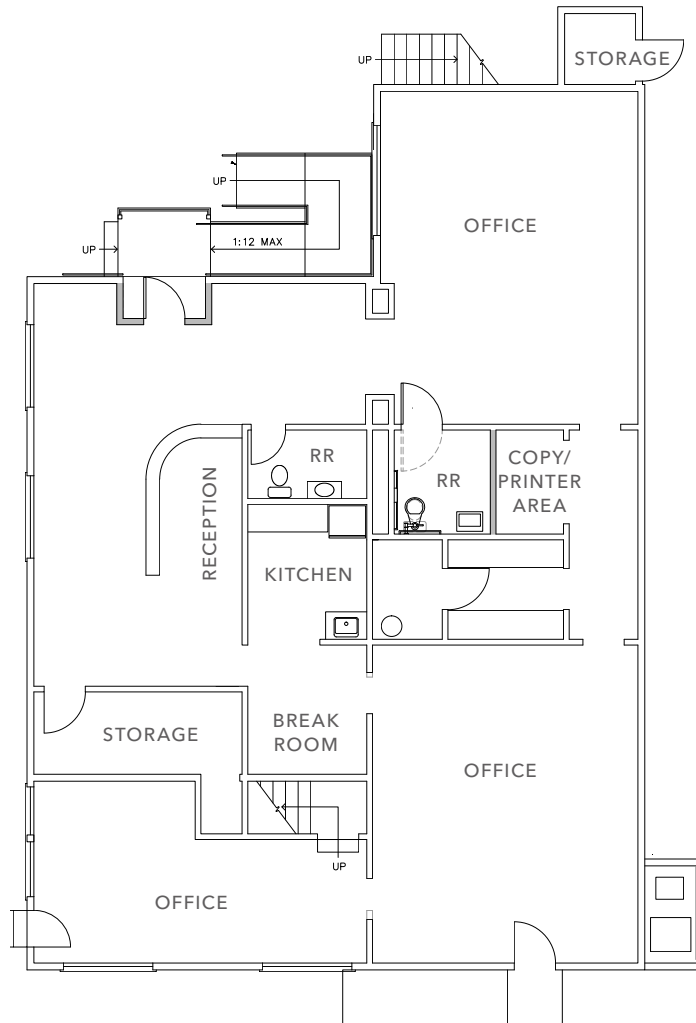 STORAGE
UP
OFFICE
UP
UP
1:12 MAX
RR
COPY/
PRINTER
AREA
RR
RECEPTION
KITCHEN
BREAK
ROOM
STORAGE
OFFICE
UP
OFFICE